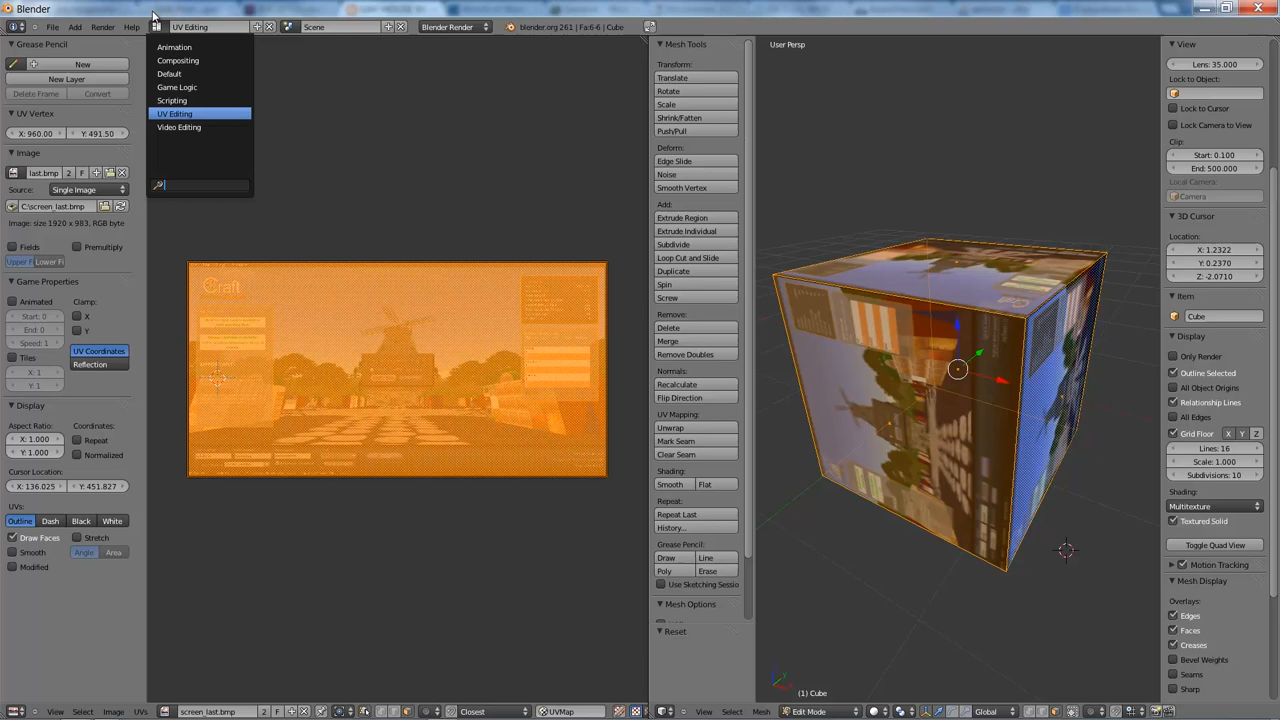 Blender
File Add Render Help UV Editing Scene Blender Render blender.org 261 | Fa:6-6 | Cube
Animation
Compositing
Default
Game Logic
Scripting
UV Editing
Video Editing
Grease Pencil
New
New Layer
Delete Frame Convert
UV Vertex
X: 960.00 Y: 491.50
Image
last.bmp 2 F
Source: Single Image
C:\screen_last.bmp
Image: size 1920 x 983, RGB byte
Fields Premultiply
Upper F Lower Fi
Game Properties
Animated Clamp:
Start: 0 X
End: 0 Y
Speed: 1
Tiles UV Coordinates
X: 1 Reflection
Y: 1
Display
Aspect Ratio: Coordinates:
X: 1.000 Repeat
Y: 1.000 Normalized
Cursor Location:
X: 136.025 Y: 451.827
UVs:
Outline Dash Black White
Draw Faces Stretch
Smooth Angle Area
Modified
Craft
Mesh Tools
Transform:
Translate
Rotate
Scale
Shrink/Fatten
Push/Pull
Deform:
Edge Slide
Noise
Smooth Vertex
Add:
Extrude Region
Extrude Individual
Subdivide
Loop Cut and Slide
Duplicate
Spin
Screw
Remove:
Delete
Merge
Remove Doubles
Normals:
Recalculate
Flip Direction
UV Mapping:
Unwrap
Mark Seam
Clear Seam
Shading:
Smooth Flat
Repeat:
Repeat Last
History...
Grease Pencil:
Draw Line
Poly Erase
Use Sketching Sessio
Mesh Options
Reset
User Persp
(1) Cube
View
Lens: 35.000
Lock to Object:
Lock to Cursor
Lock Camera to View
Clip:
Start: 0.100
End: 500.000
Local Camera:
Camera
3D Cursor
Location:
X: 1.2322
Y: 0.2370
Z: -2.0710
Item
Cube
Display
Only Render
Outline Selected
All Object Origins
Relationship Lines
All Edges
Grid Floor X Y Z
Lines: 16
Scale: 1.000
Subdivisions: 10
Shading:
Multitexture
Textured Solid
Toggle Quad View
Motion Tracking
Mesh Display
Overlays:
Edges
Faces
Creases
Bevel Weights
Seams
Sharp
View Select Image UVs screen_last.bmp 2 F Closest UVMap
View Select Mesh Edit Mode Global